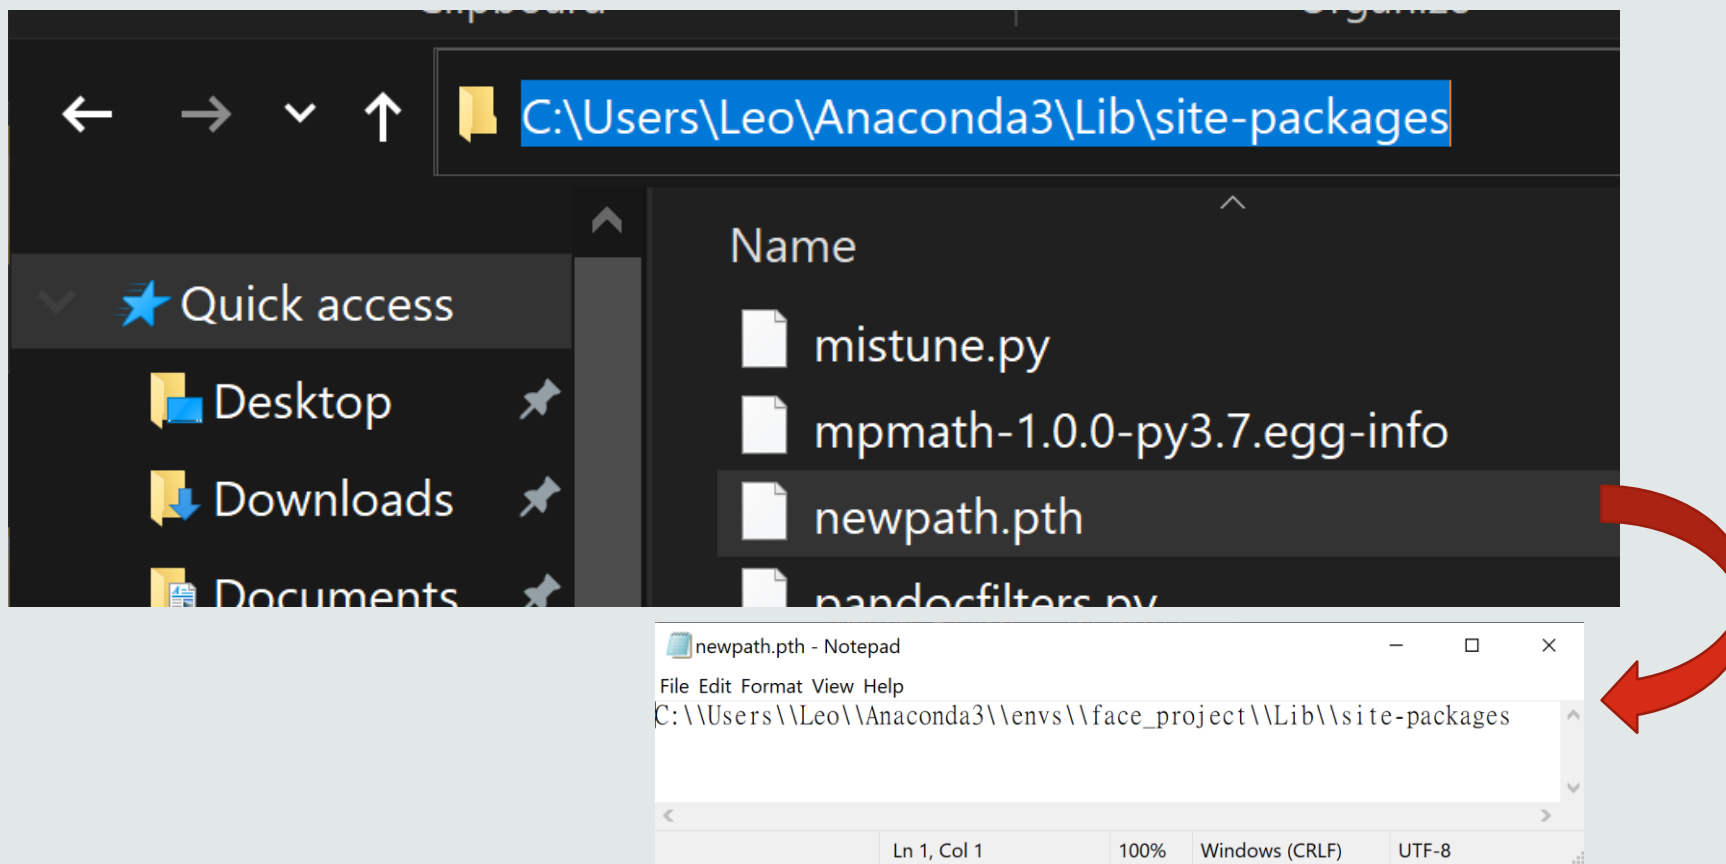 Clipboard
Organize
C:\Users\Leo\Anaconda3\Lib\site-packages
Name
Quick access
mistune.py
Desktop
mpmath-1.0.0-py3.7.egg-info
Downloads
newpath.pth
Documents
pandocfilters.py
newpath.pth - Notepad
File Edit Format View Help
C:\\Users\\Leo\\Anaconda3\\envs\\face_project\\Lib\\site-packages
Ln 1, Col 1
100%
Windows (CRLF)
UTF-8